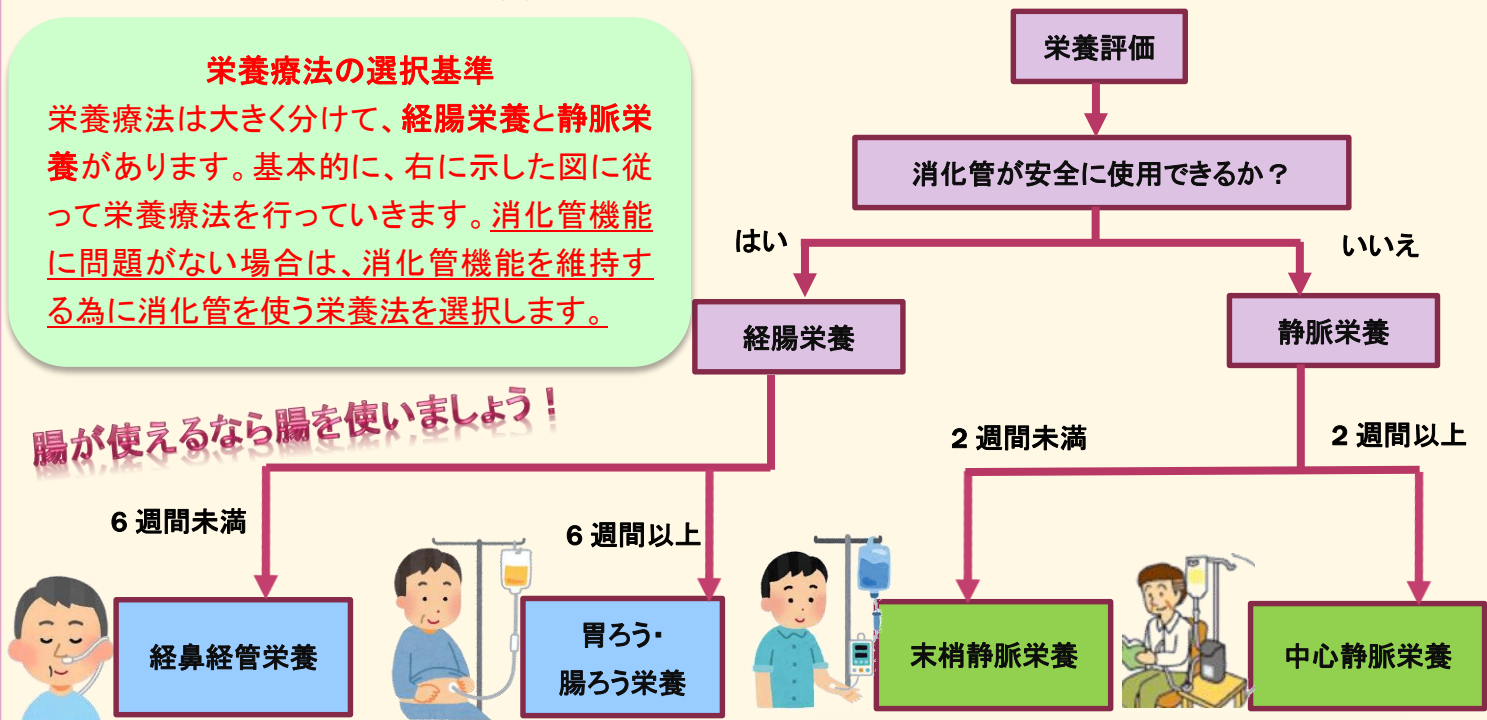 栄養療法の選択基準
栄養療法は大きく分けて、経腸栄養と静脈栄
養があります。基本的に、右に示した図に従
って栄養療法を行っていきます。消化管機能
に問題がない場合は、消化管機能を維持す
る為に消化管を使う栄養法を選択します。
腸が使えるなら腸を使いましょう！
栄養評価
消化管が安全に使用できるか？
はい
いいえ
経腸栄養
静脈栄養
6週間未満
6週間以上
2週間未満
2週間以上
経鼻経管栄養
胃ろう・
腸ろう栄養
末梢静脈栄養
中心静脈栄養